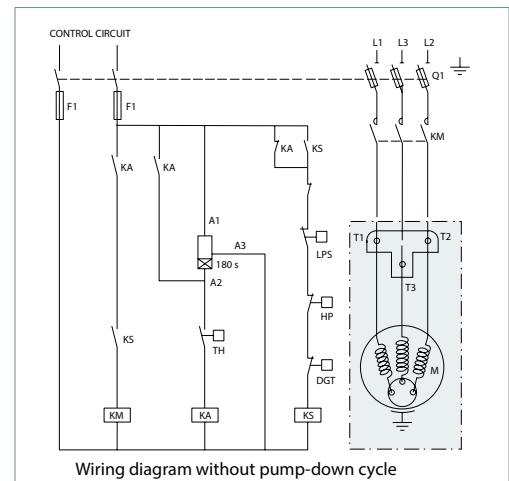 CONTROL CIRCUIT
L1 L3 L2
Q1
F1 F1
KM
KA KA KA KS
A1
A3
180 s
A2
LPS
T1 T2
T3
HP
KS TH
DGT
M
KM KA KS
Wiring diagram without pump-down cycle